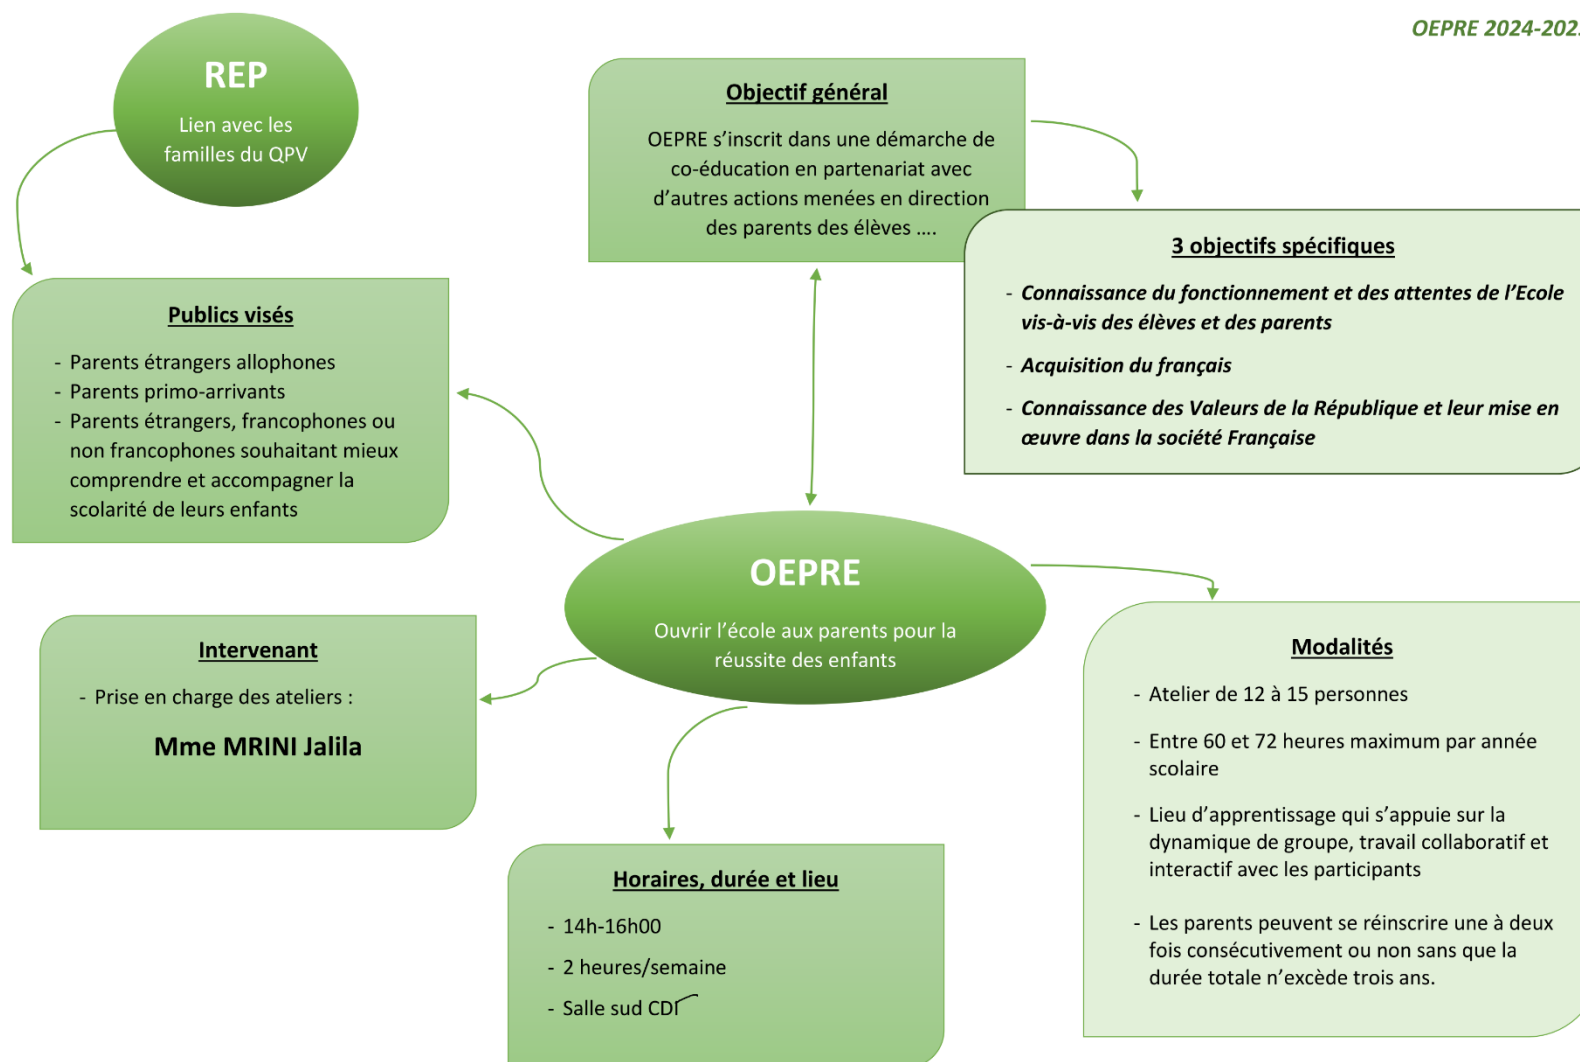 OEPRE 2024-202
REP
Lien avec les
familles du QPV
Objectif général
OEPRE s’inscrit dans une démarche de
co-éducation en partenariat avec
d’autres actions menées en direction
des parents des élèves ….
3 objectifs spécifiques
- Connaissance du fonctionnement et des attentes de l’Ecole
vis-à-vis des élèves et des parents
- Acquisition du français
- Connaissance des Valeurs de la République et leur mise en
œuvre dans la société Française
Publics visés
- Parents étrangers allophones
- Parents primo-arrivants
- Parents étrangers, francophones ou
non francophones souhaitant mieux
comprendre et accompagner la
scolarité de leurs enfants
OEPRE
Ouvrir l’école aux parents pour la
réussite des enfants
Intervenant
- Prise en charge des ateliers :
Mme MRINI Jalila
Modalités
- Atelier de 12 à 15 personnes
- Entre 60 et 72 heures maximum par année
scolaire
- Lieu d’apprentissage qui s’appuie sur la
dynamique de groupe, travail collaboratif et
interactif avec les participants
- Les parents peuvent se réinscrire une à deux
fois consécutivement ou non sans que la
durée totale n’excède trois ans.
Horaires, durée et lieu
- 14h-16h00
- 2 heures/semaine
- Salle sud CDI